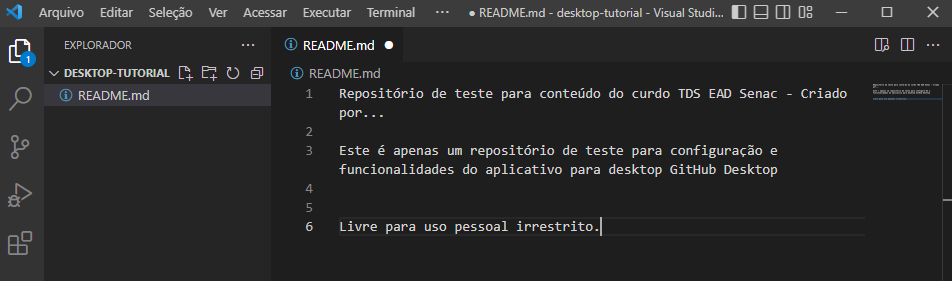 Arquivo Editar Seleção Ver Acessar Executar Terminal ··· ● README.md - desktop-tutorial - Visual Studi...
EXPLORADOR ···
README.md ●
1
DESKTOP-TUTORIAL
README.md
README.md
1 Repositório de teste para conteúdo do curdo TDS EAD Senac - Criado
por...
2
3 Este é apenas um repositório de teste para configuração e
funcionalidades do aplicativo para desktop GitHub Desktop
4
5
6 Livre para uso pessoal irrestrito.